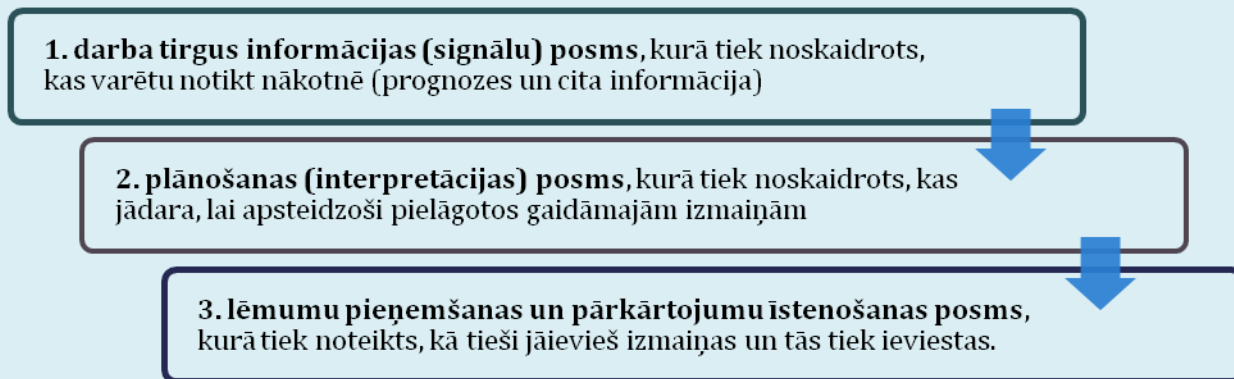 1. darba tirgus informācijas (signālu) posms, kurā tiek noskaidrots,
kas varētu notikt nākotnē (prognozes un cita informācija)
2. plānošanas (interpretācijas) posms, kurā tiek noskaidrots, kas
jādara, lai apsteidzoši pielāgotos gaidāmajām izmaiņām
3. lēmumu pieņemšanas un pārkārtojumu īstenošanas posms,
kurā tiek noteikts, kā tieši jāievieš izmaiņas un tās tiek ieviestas.